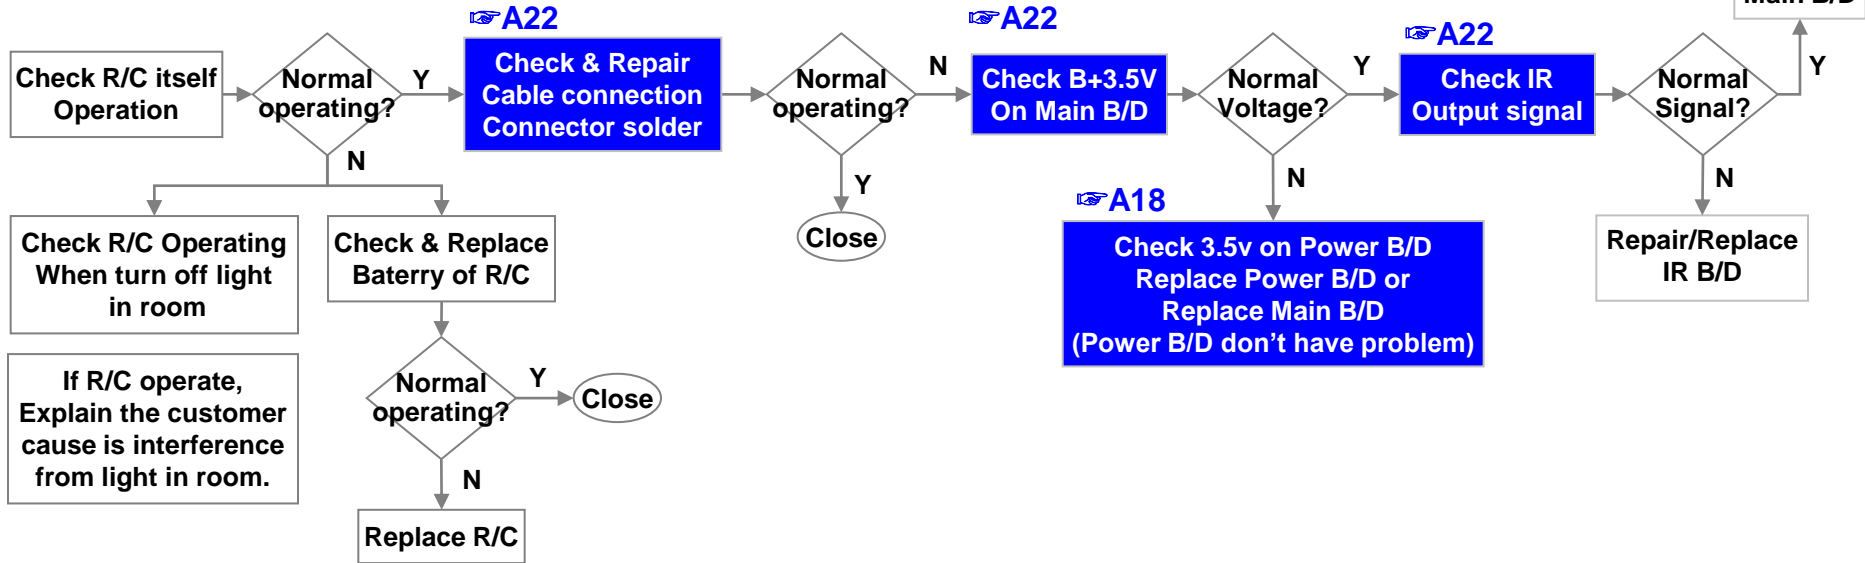 Main B/D
☞A22
☞A22
☞A22
Check R/C itself
Operation
Normal
operating?
Y
N
Check & Repair
Cable connection
Connector solder
Normal
operating?
N
Y
Close
Check B+3.5V
On Main B/D
Normal
Voltage?
Y
N
Check IR
Output signal
Normal
Signal?
Y
N
☞A18
Check 3.5v on Power B/D
Replace Power B/D or
Replace Main B/D
(Power B/D don’t have problem)
Repair/Replace
IR B/D
Check R/C Operating
When turn off light
in room
Check & Replace
Baterry of R/C
If R/C operate,
Explain the customer
cause is interference
from light in room.
Normal
operating?
Y
Close
N
Replace R/C